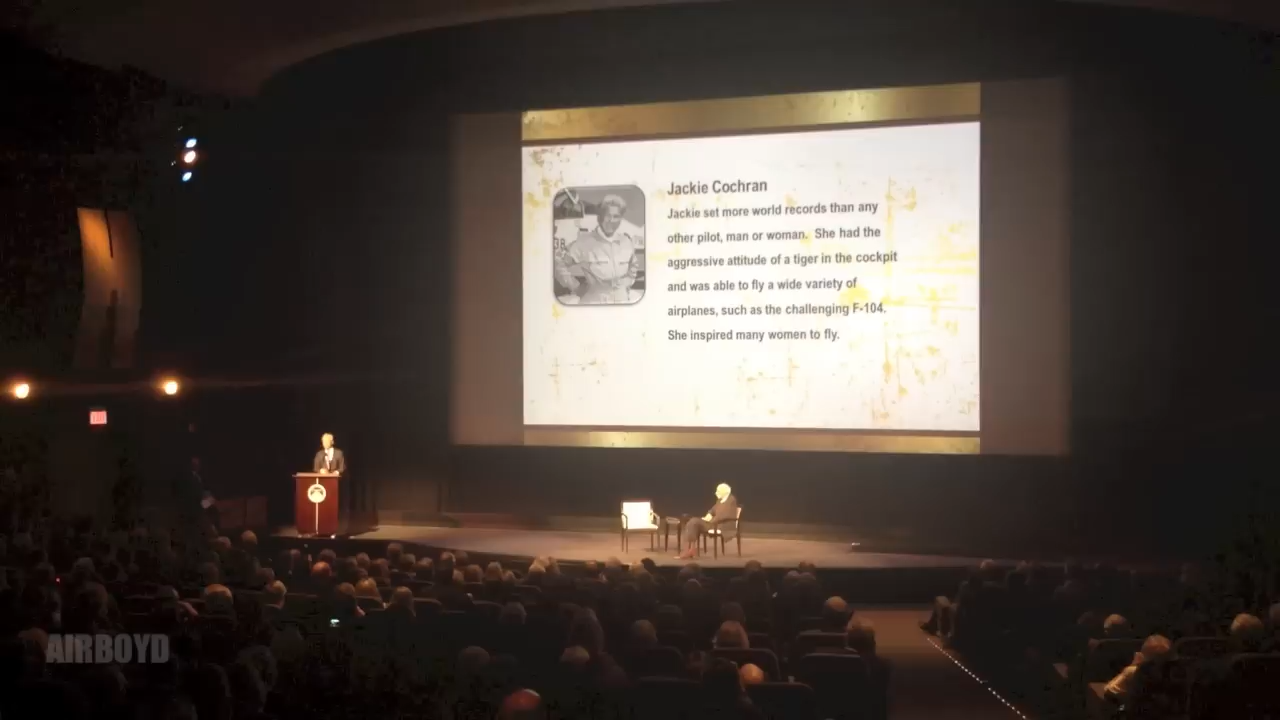 Jackie Cochran
Jackie set more world records than any
other pilot, man or woman.  She had the
aggressive attitude of a tiger in the cockpit
and was able to fly a wide variety of
airplanes, such as the challenging F-104.
She inspired many women to fly.
38
AIRBOYD